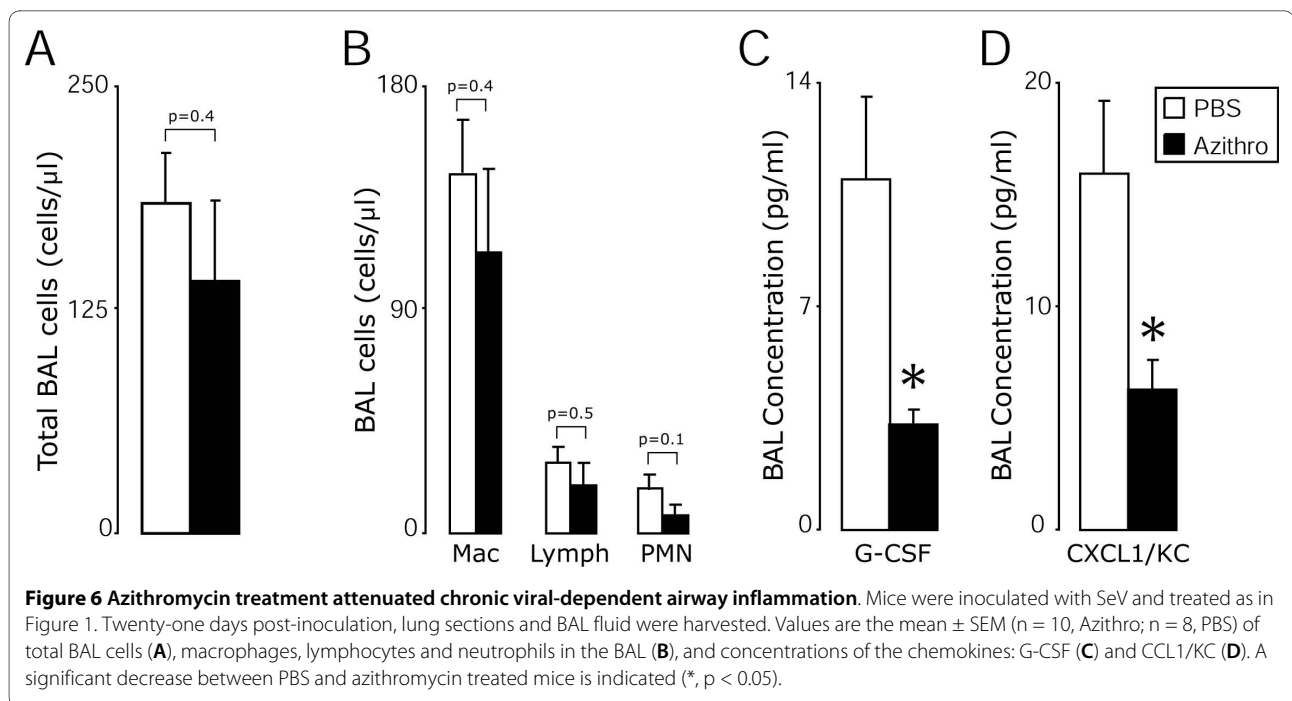 A
B
C
D
250
125
0
Total BAL cells (cells/µl)
p=0.4
180
90
0
BAL cells (cells/µl)
p=0.4
p=0.5
p=0.1
Mac
Lymph
PMN
14
7
0
BAL Concentration (pg/ml)
*
G-CSF
20
10
0
BAL Concentration (pg/ml)
*
CXCL1/KC
PBS
Azithro
Figure 6 Azithromycin treatment attenuated chronic viral-dependent airway inflammation. Mice were inoculated with SeV and treated as in
Figure 1. Twenty-one days post-inoculation, lung sections and BAL fluid were harvested. Values are the mean ± SEM (n = 10, Azithro; n = 8, PBS) of
total BAL cells (A), macrophages, lymphocytes and neutrophils in the BAL (B), and concentrations of the chemokines: G-CSF (C) and CCL1/KC (D). A
significant decrease between PBS and azithromycin treated mice is indicated (*, p < 0.05).